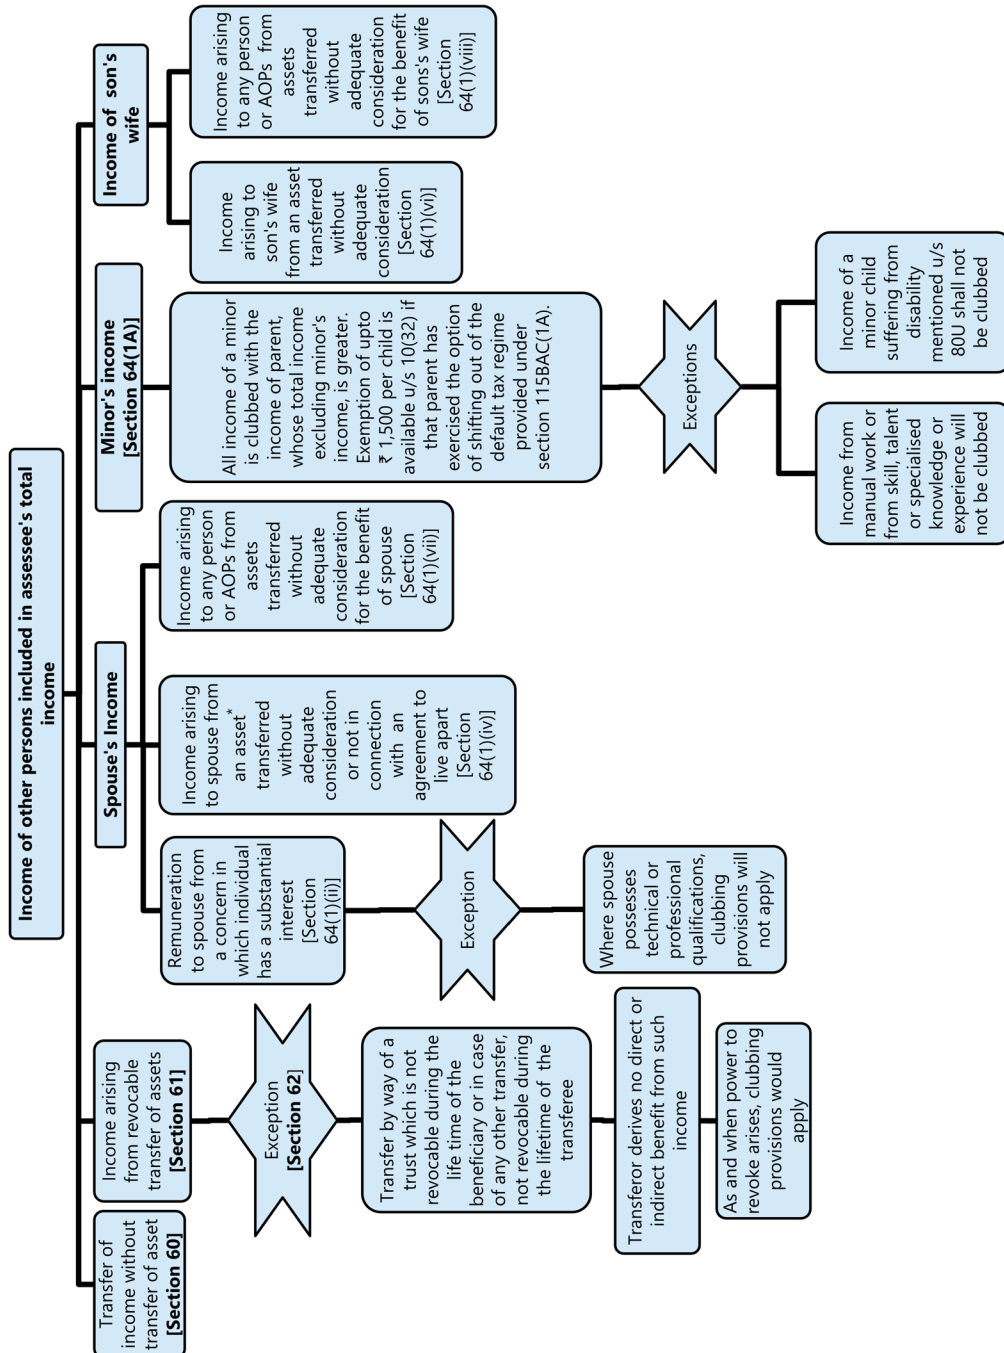 Income of other persons included in assessee's total
income
Transfer of
income without
transfer of asset
[Section 60]
Income arising
from revocable
transfer of assets
[Section 61]
Exception
[Section 62]
Transfer by way of a
trust which is not
revocable during the
life time of the
beneficiary or in case
of any other transfer,
not revocable during
the lifetime of the
transferee
Transferor derives no direct or
indirect benefit from such
income
As and when power to
revoke arises, clubbing
provisions would
apply
Spouse's Income
Remuneration
to spouse from
a concern in
which individual
has a substantial
interest
[Section
64(1)(ii)]
Exception
Where spouse
possesses
technical or
professional
qualifications,
clubbing
provisions will
not apply
Income arising
to spouse from
an asset*
transferred
without
adequate
consideration
or not in
connection
with an
agreement to
live apart
[Section
64(1)(iv)]
Income arising
to any person
or AOPs from
assets
transferred
without
adequate
consideration
for the benefit
of spouse
[Section
64(1)(vii)]
Minor's income
[Section 64(1A)]
All income of a minor
is clubbed with the
income of parent,
whose total income
excluding minor's
income, is greater.
Exemption of upto
₹ 1,500 per child is
available u/s 10(32) if
that parent has
exercised the option
of shifting out of the
default tax regime
provided under
section 115BAC(1A).
Exceptions
Income from
manual work or
from skill, talent
or specialised
knowledge or
experience will
not be clubbed
Income of a
minor child
suffering from
disability
mentioned u/s
80U shall not
be clubbed
Income of son's
wife
Income
arising to
son's wife
from an asset
transferred
without
adequate
consideration
[Section
64(1)(vi)]
Income arising
to any person
or AOPs from
assets
transferred
without
adequate
consideration
for the benefit
of sons's wife
[Section
64(1)(viii)]